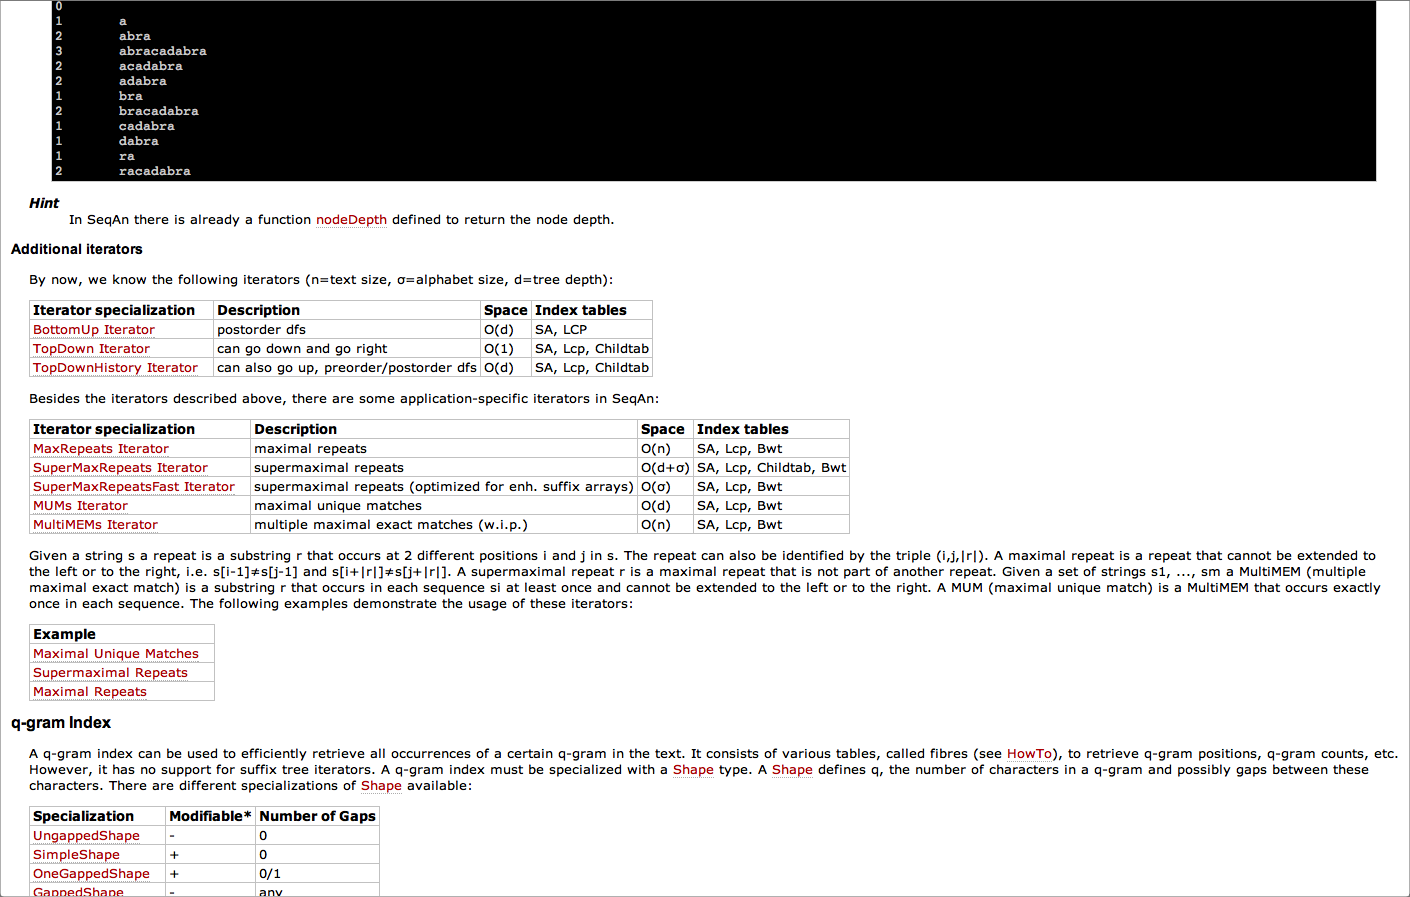 0
1 a
2 abra
3 abracadabra
2 acadabra
2 adabra
1 bra
2 bracadabra
1 cadabra
1 dabra
1 ra
2 racadabra
Hint
In SeqAn there is already a function nodeDepth defined to return the node depth.
Additional iterators
By now, we know the following iterators (n=text size, σ=alphabet size, d=tree depth):
Iterator specialization Description Space Index tables
BottomUp Iterator postorder dfs O(d) SA, LCP
TopDown Iterator can go down and go right O(1) SA, Lcp, Childtab
TopDownHistory Iterator can also go up, preorder/postorder dfs O(d) SA, Lcp, Childtab
Besides the iterators described above, there are some application-specific iterators in SeqAn:
Iterator specialization Description Space Index tables
MaxRepeats Iterator maximal repeats O(n) SA, Lcp, Bwt
SuperMaxRepeats Iterator supermaximal repeats O(d+σ) SA, Lcp, Childtab, Bwt
SuperMaxRepeatsFast Iterator supermaximal repeats (optimized for enh. suffix arrays) O(σ) SA, Lcp, Bwt
MUMs Iterator maximal unique matches O(d) SA, Lcp, Bwt
MultiMEMs Iterator multiple maximal exact matches (w.i.p.) O(n) SA, Lcp, Bwt
Given a string s a repeat is a substring r that occurs at 2 different positions i and j in s. The repeat can also be identified by the triple (i,j,|r|). A maximal repeat is a repeat that cannot be extended to
the left or to the right, i.e. s[i-1]≠s[j-1] and s[i+|r|]≠s[j+|r|]. A supermaximal repeat r is a maximal repeat that is not part of another repeat. Given a set of strings s1, ..., sm a MultiMEM (multiple
maximal exact match) is a substring r that occurs in each sequence si at least once and cannot be extended to the left or to the right. A MUM (maximal unique match) is a MultiMEM that occurs exactly
once in each sequence. The following examples demonstrate the usage of these iterators:
Example
Maximal Unique Matches
Supermaximal Repeats
Maximal Repeats
q-gram Index
A q-gram index can be used to efficiently retrieve all occurrences of a certain q-gram in the text. It consists of various tables, called fibres (see HowTo), to retrieve q-gram positions, q-gram counts, etc.
However, it has no support for suffix tree iterators. A q-gram index must be specialized with a Shape type. A Shape defines q, the number of characters in a q-gram and possibly gaps between these
characters. There are different specializations of Shape available:
Specialization Modifiable* Number of Gaps
UngappedShape - 0
SimpleShape + 0
OneGappedShape + 0/1
GappedShape - any